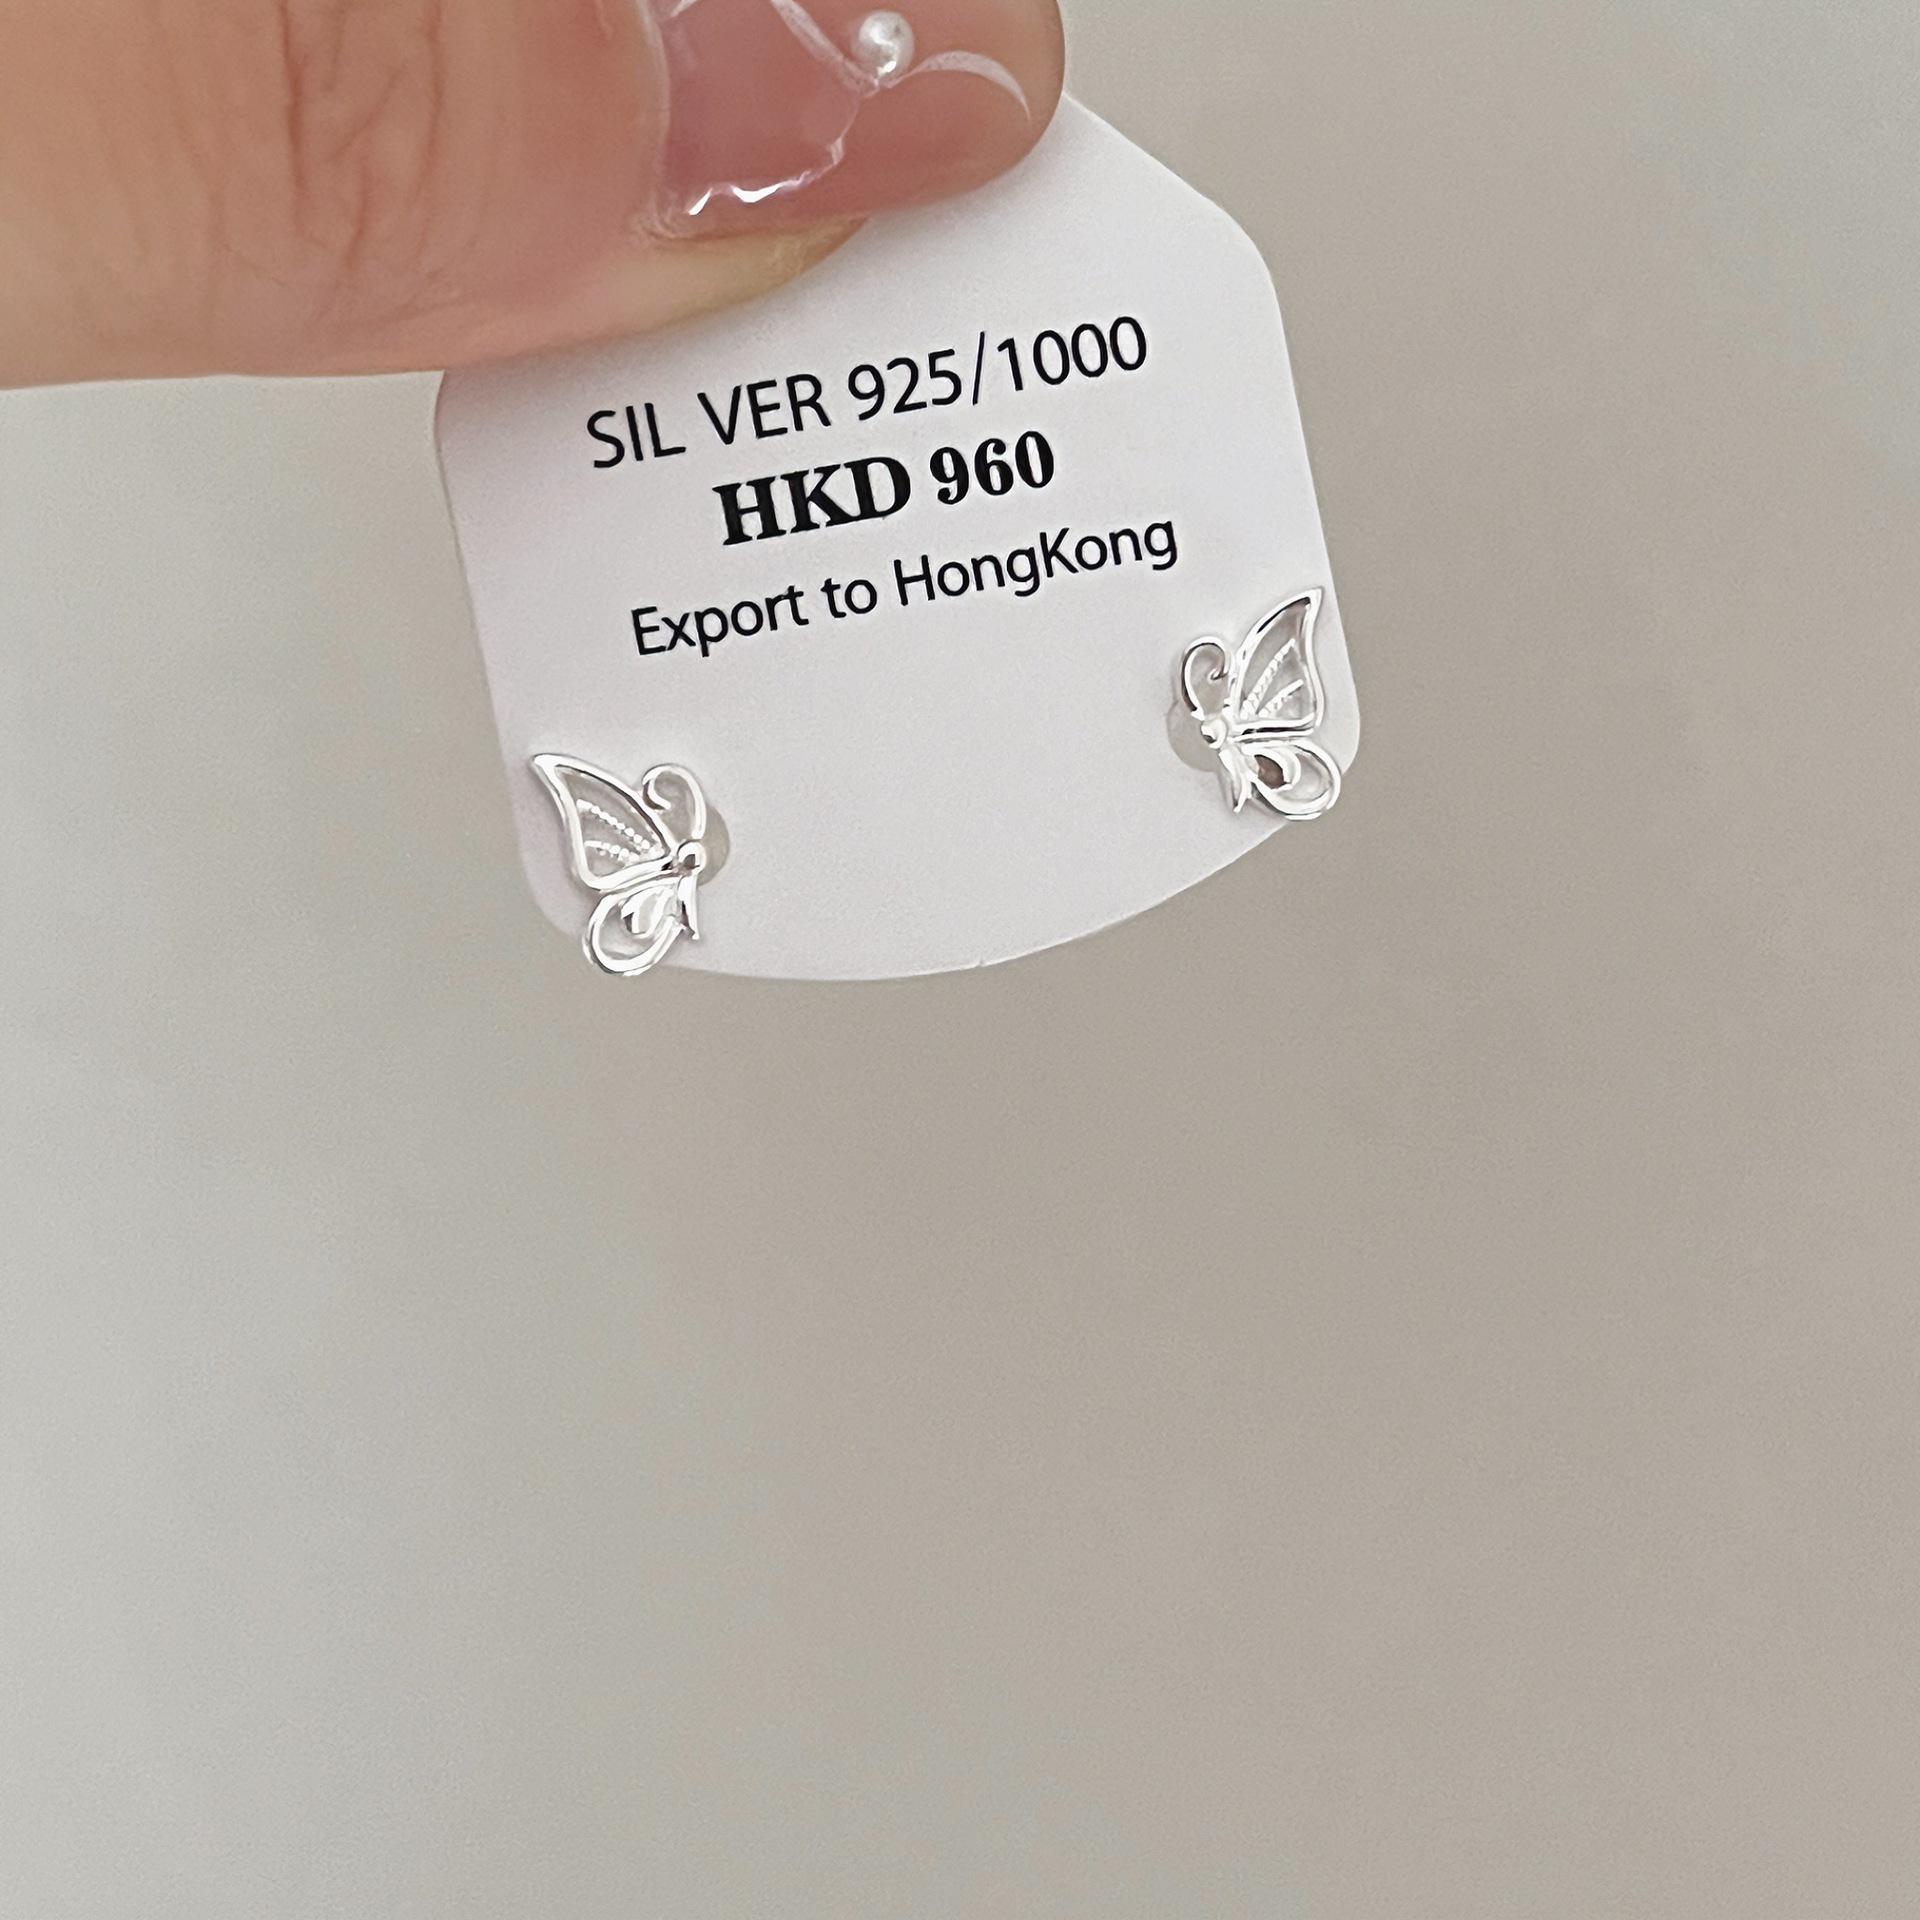 SIL VER 925/1000
HKD 960
Export to HongKong